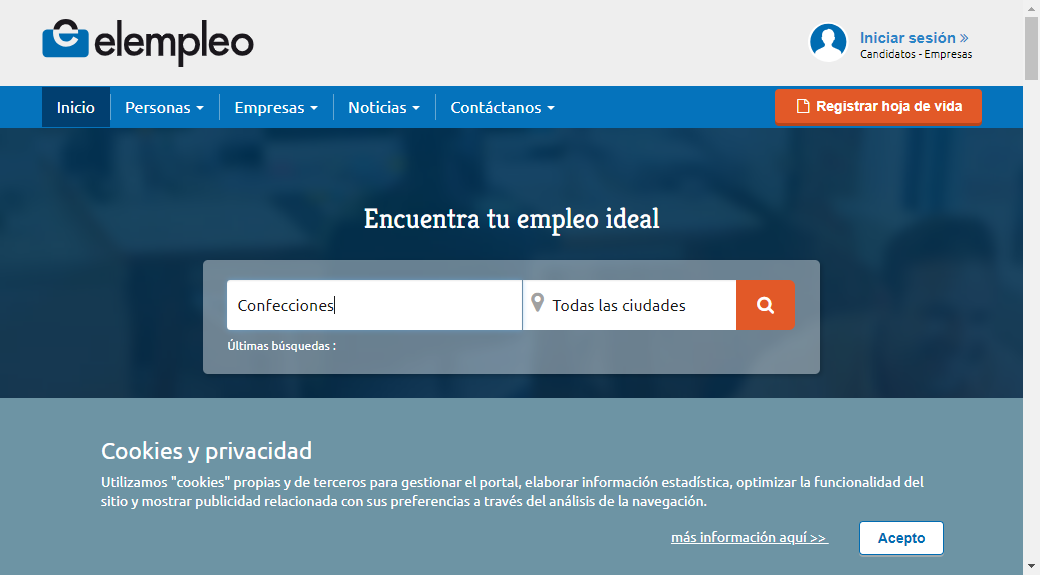 elempleo
Iniciar sesión »
Candidatos - Empresas
Inicio
Personas
Empresas
Noticias
Contáctanos
Registrar hoja de vida
Encuentra tu empleo ideal
Confecciones
Todas las ciudades
Últimas búsquedas :
Cookies y privacidad
Utilizamos "cookies" propias y de terceros para gestionar el portal, elaborar información estadística, optimizar la funcionalidad del
sitio y mostrar publicidad relacionada con sus preferencias a través del análisis de la navegación.
más información aquí >>
Acepto